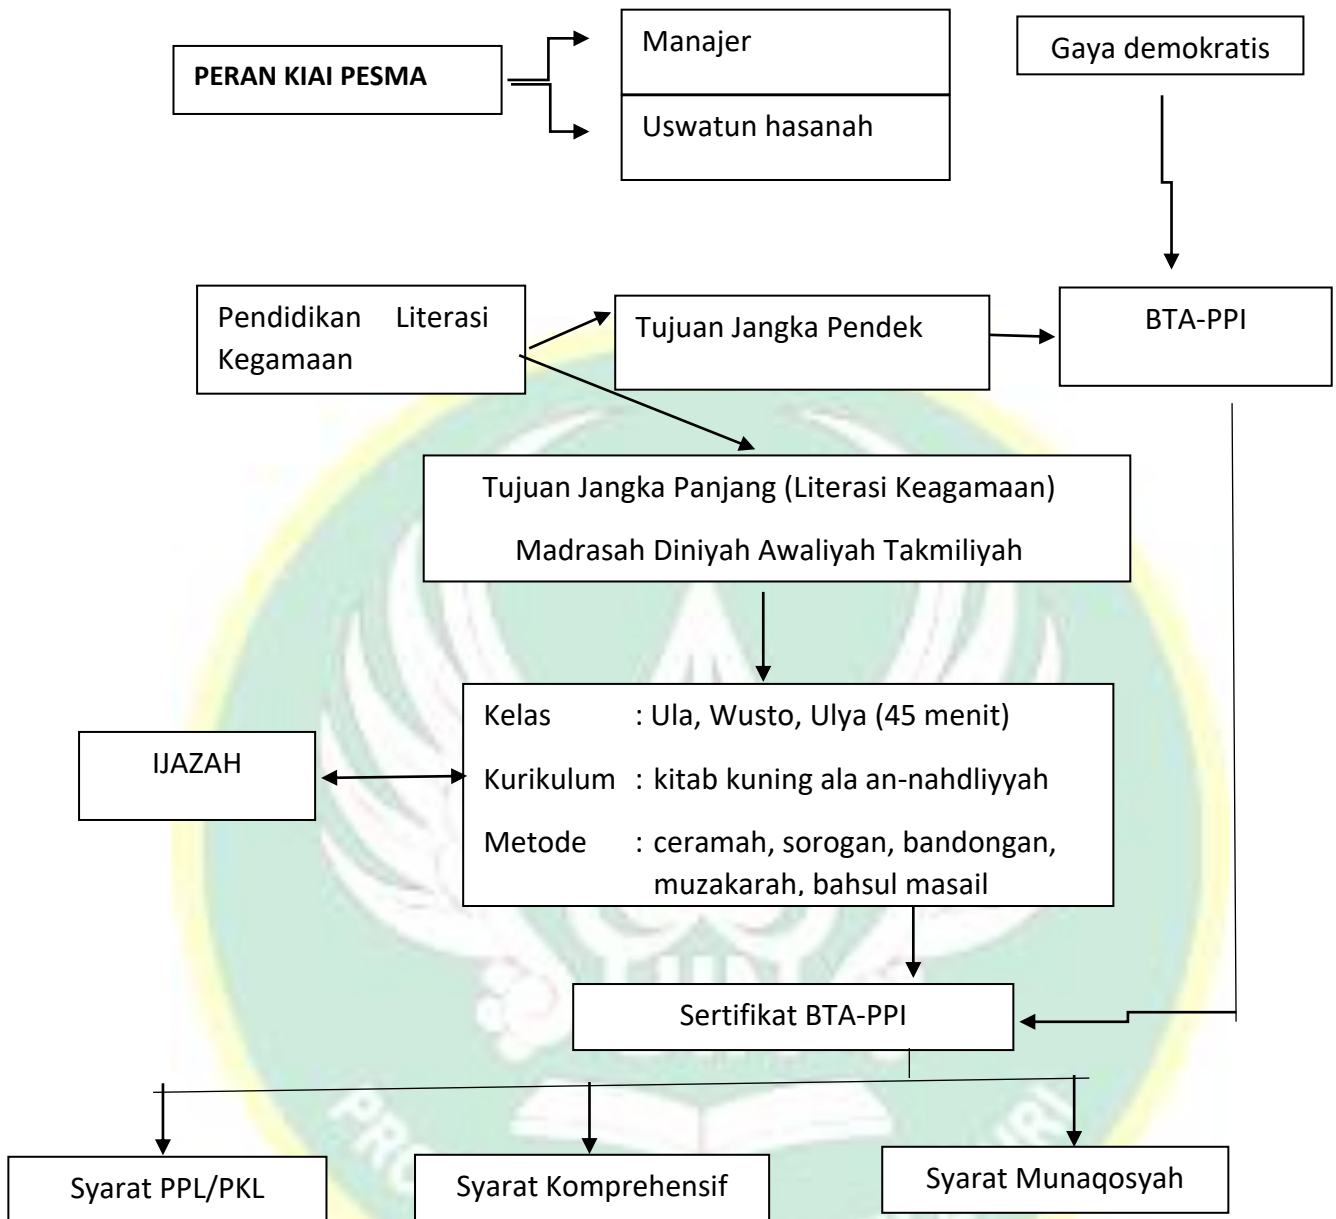 Manajer
Gaya demokratis
PERAN KIAI PESMA
Uswatun hasanah
Pendidikan Literasi
Kegamaan
Tujuan Jangka Pendek
BTA-PPI
Tujuan Jangka Panjang (Literasi Keagamaan)
Madrasah Diniyah Awaliyah Takmiliyah
Kelas : Ula, Wusto, Ulya (45 menit)
IJAZAH
Kurikulum : kitab kuning ala an-nahdliyyah
Metode : ceramah, sorogan, bandongan,
muzakarah, bahsul masail
Sertifikat BTA-PPI
Syarat PPL/PKL
Syarat Komprehensif
Syarat Munaqosyah